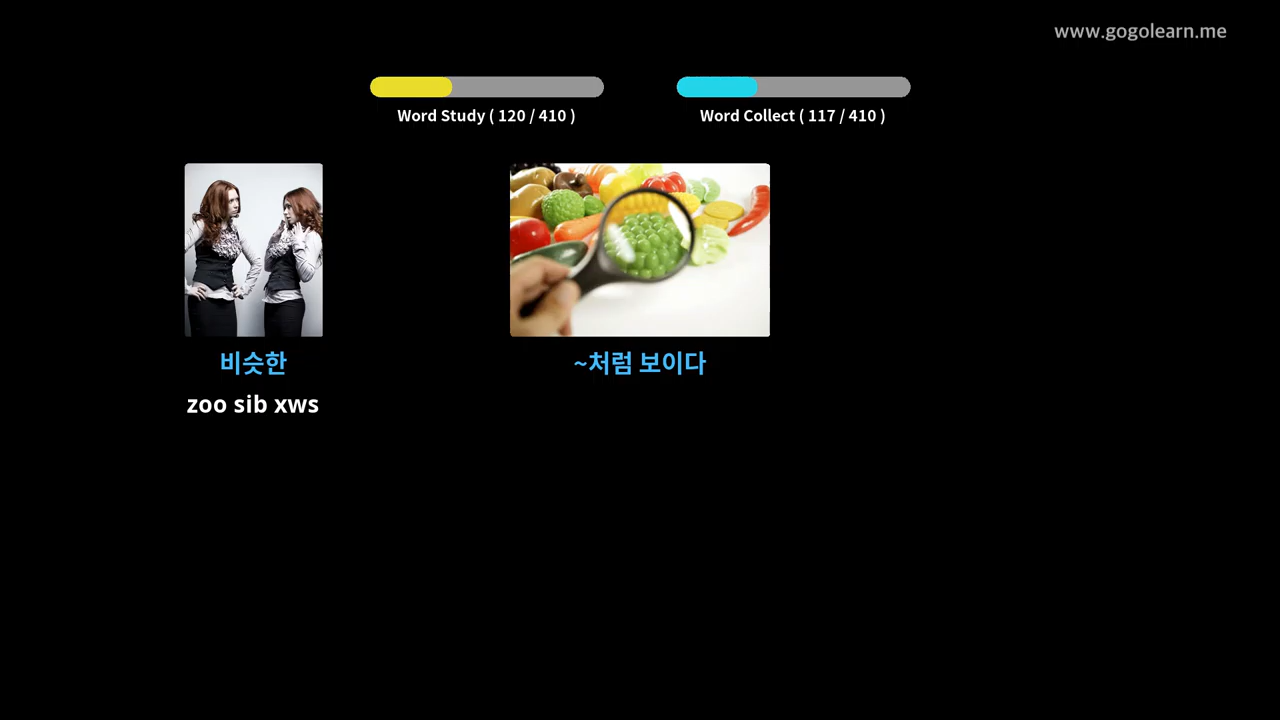 www.gogolearn.me
Word Study ( 120 / 410 )
Word Collect ( 117 / 410 )
비슷한
~처럼 보이다
zoo sib xws